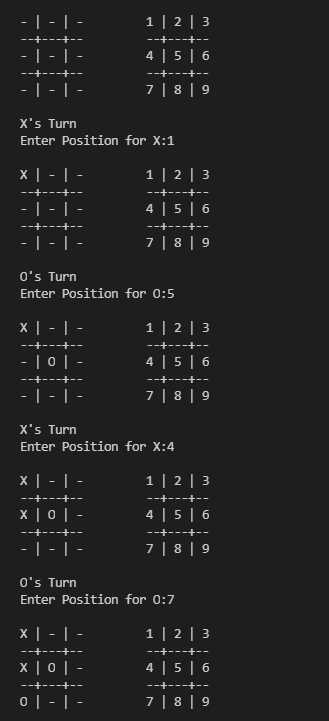 - | - | -        1 | 2 | 3
--+---+--        --+---+--
- | - | -        4 | 5 | 6
--+---+--        --+---+--
- | - | -        7 | 8 | 9
X's Turn
Enter Position for X:1
X | - | -        1 | 2 | 3
--+---+--        --+---+--
- | - | -        4 | 5 | 6
--+---+--        --+---+--
- | - | -        7 | 8 | 9
O's Turn
Enter Position for O:5
X | - | -        1 | 2 | 3
--+---+--        --+---+--
- | O | -        4 | 5 | 6
--+---+--        --+---+--
- | - | -        7 | 8 | 9
X's Turn
Enter Position for X:4
X | - | -        1 | 2 | 3
--+---+--        --+---+--
X | O | -        4 | 5 | 6
--+---+--        --+---+--
- | - | -        7 | 8 | 9
O's Turn
Enter Position for O:7
X | - | -        1 | 2 | 3
--+---+--        --+---+--
X | O | -        4 | 5 | 6
--+---+--        --+---+--
O | - | -        7 | 8 | 9